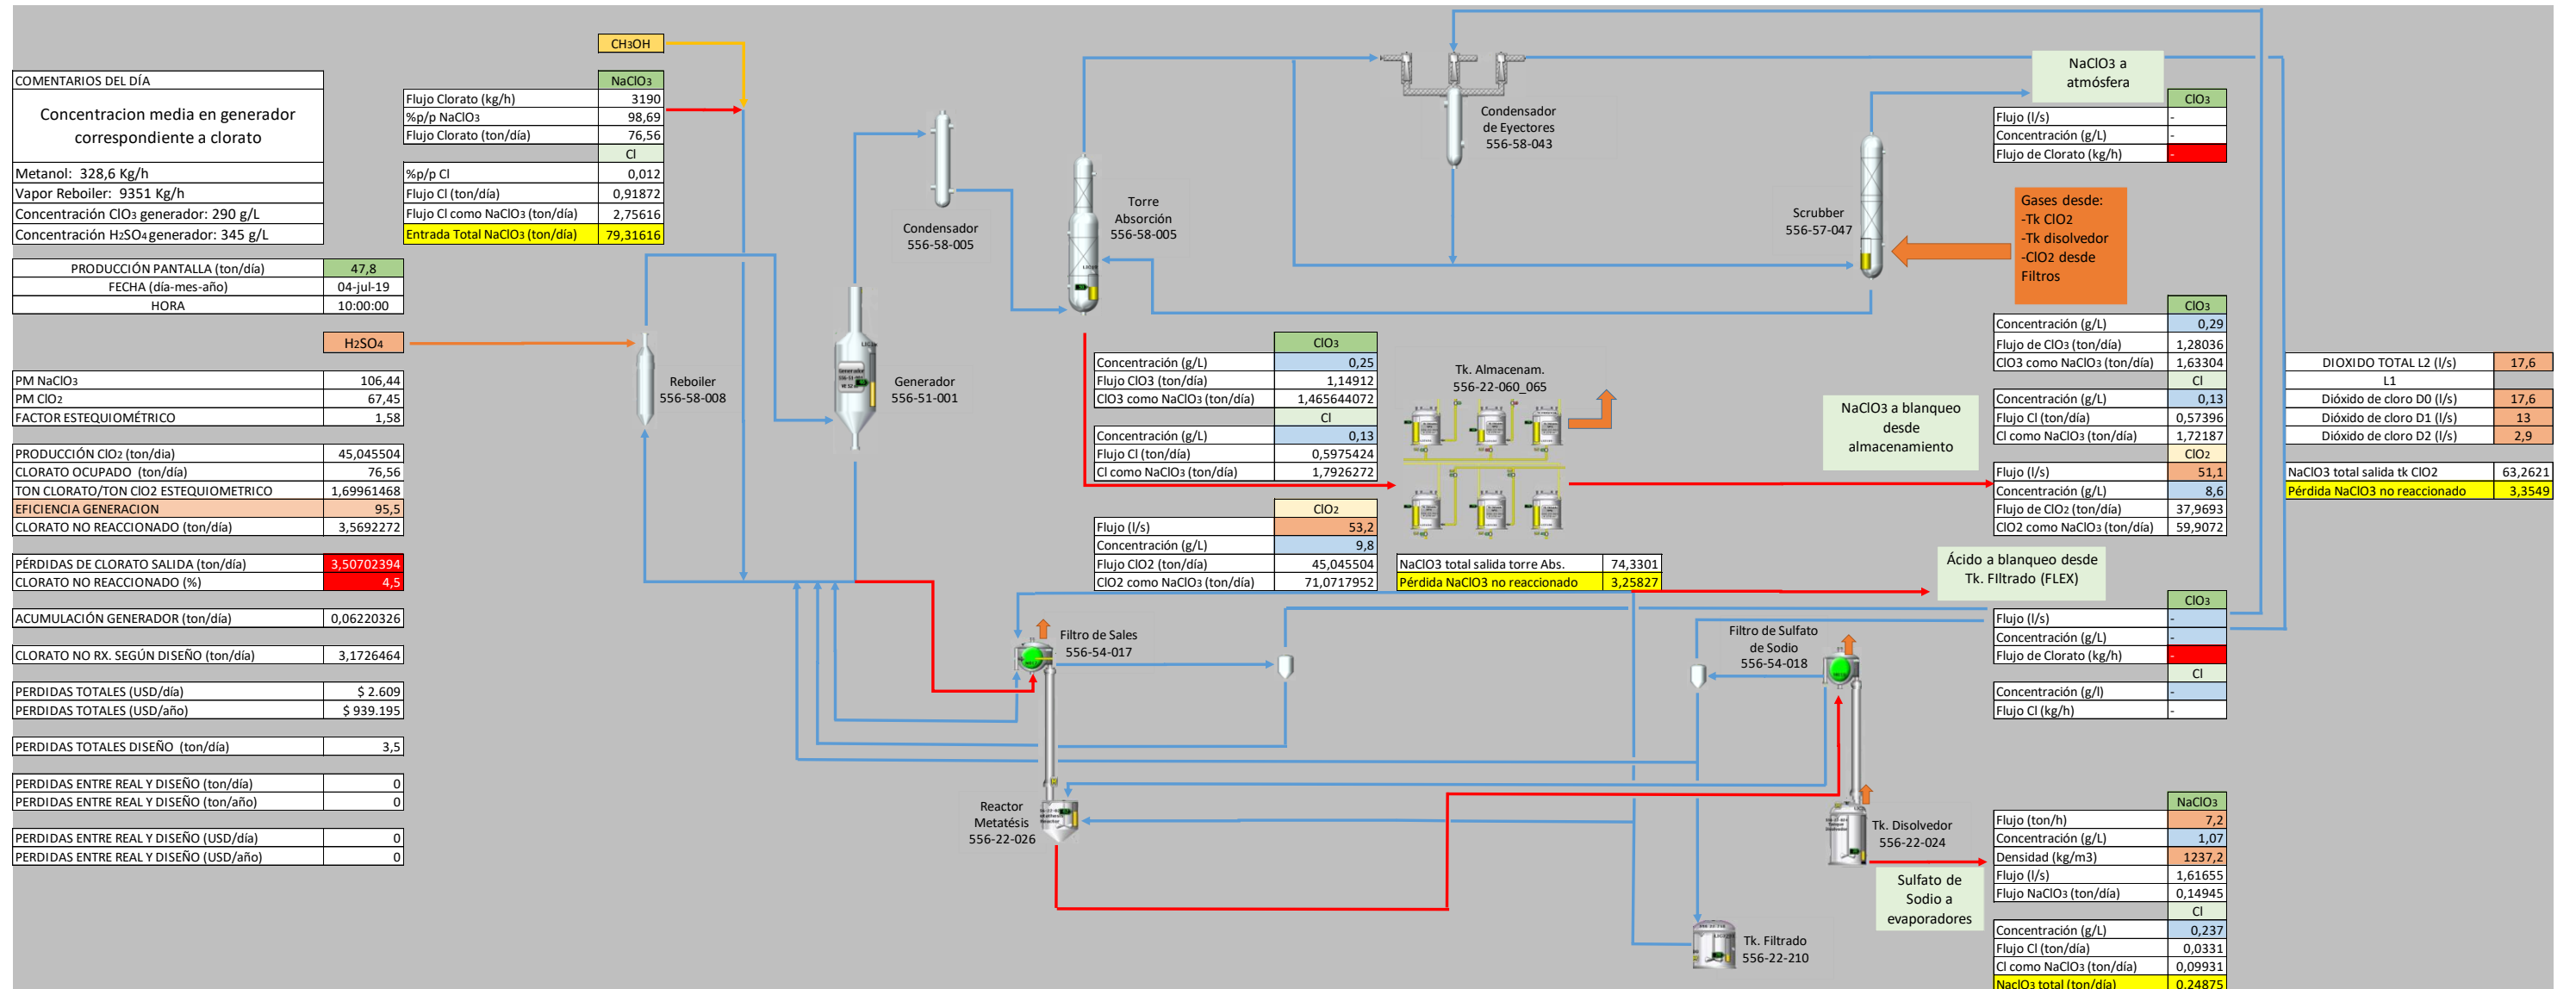 COMENTARIOS DEL DÍA
Concentracion media en generador
correspondiente a clorato
Metanol: 328,6 Kg/h
Vapor Reboiler: 9351 Kg/h
Concentración ClO3 generador: 290 g/L
Concentración H2SO4 generador: 345 g/L
PRODUCCIÓN PANTALLA (ton/día) 47,8
FECHA (día-mes-año) 04-jul-19
HORA 10:00:00
H2SO4
PM NaClO3 106,44
PM ClO2 67,45
FACTOR ESTEQUIOMÉTRICO 1,58
PRODUCCIÓN ClO2 (ton/dia) 45,045504
CLORATO OCUPADO (ton/día) 76,56
TON CLORATO/TON ClO2 ESTEQUIOMETRICO 1,69961468
EFICIENCIA GENERACION 95,5
CLORATO NO REACCIONADO (ton/día) 3,5692272
PÉRDIDAS DE CLORATO SALIDA (ton/día) 3,50702394
CLORATO NO REACCIONADO (%) 4,5
ACUMULACIÓN GENERADOR (ton/día) 0,06220326
CLORATO NO RX. SEGÚN DISEÑO (ton/día) 3,1726464
PERDIDAS TOTALES (USD/día) $ 2.609
PERDIDAS TOTALES (USD/año) $ 939.195
PERDIDAS TOTALES DISEÑO (ton/día) 3,5
PERDIDAS ENTRE REAL Y DISEÑO (ton/día) 0
PERDIDAS ENTRE REAL Y DISEÑO (ton/año) 0
PERDIDAS ENTRE REAL Y DISEÑO (USD/día) 0
PERDIDAS ENTRE REAL Y DISEÑO (USD/año) 0
CH3OH
NaClO3
Flujo Clorato (kg/h) 3190
%p/p NaClO3 98,69
Flujo Clorato (ton/día) 76,56
Cl
%p/p Cl 0,012
Flujo Cl (ton/día) 0,91872
Flujo Cl como NaClO3 (ton/día) 2,75616
Entrada Total NaClO3 (ton/día) 79,31616
Reboiler
556-58-008
Generador
556-51-001
Condensador
556-58-005
Torre
Absorción
556-58-005
Condensador
de Eyectores
556-58-043
Scrubber
556-57-047
NaClO3 a
atmósfera
ClO3
Flujo (l/s) -
Concentración (g/L) -
Flujo de Clorato (kg/h) -
Gases desde:
-Tk ClO2
-Tk disolvedor
-ClO2 desde
Filtros
ClO3
Concentración (g/L) 0,25
Flujo ClO3 (ton/día) 1,14912
ClO3 como NaClO3 (ton/día) 1,465644072
Cl
Concentración (g/L) 0,13
Flujo Cl (ton/día) 0,5975424
Cl como NaClO3 (ton/día) 1,7926272
ClO2
Flujo (l/s) 53,2
Concentración (g/L) 9,8
Flujo ClO2 (ton/día) 45,045504
ClO2 como NaClO3 (ton/día) 71,0717952
Tk. Almacenam.
556-22-060_065
NaClO3 total salida torre Abs. 74,3301
Pérdida NaClO3 no reaccionado 3,25827
NaClO3 a blanqueo
desde
almacenamiento
ClO3
Concentración (g/L) 0,29
Flujo de ClO3 (ton/día) 1,28036
ClO3 como NaClO3 (ton/día) 1,63304
Cl
Concentración (g/L) 0,13
Flujo Cl (ton/día) 0,57396
Cl como NaClO3 (ton/día) 1,72187
ClO2
Flujo (l/s) 51,1
Concentración (g/L) 8,6
Flujo de ClO2 (ton/día) 37,9693
ClO2 como NaClO3 (ton/día) 59,9072
DIOXIDO TOTAL L2 (l/s) 17,6
L1
Dióxido de cloro D0 (l/s) 17,6
Dióxido de cloro D1 (l/s) 13
Dióxido de cloro D2 (l/s) 2,9
NaClO3 total salida tk ClO2 63,2621
Pérdida NaClO3 no reaccionado 3,3549
Ácido a blanqueo desde
Tk. FIltrado (FLEX)
ClO3
Flujo (l/s) -
Concentración (g/L) -
Flujo de Clorato (kg/h) -
Cl
Concentración (g/l) -
Flujo Cl (kg/h) -
Filtro de Sales
556-54-017
Filtro de Sulfato
de Sodio
556-54-018
Reactor
Metatésis
556-22-026
Tk. Disolvedor
556-22-024
Tk. Filtrado
556-22-210
Sulfato de
Sodio a
evaporadores
NaClO3
Flujo (ton/h) 7,2
Concentración (g/L) 1,07
Densidad (kg/m3) 1237,2
Flujo (l/s) 1,61655
Flujo NaClO3 (ton/día) 0,14945
Cl
Concentración (g/L) 0,237
Flujo Cl (ton/día) 0,0331
Cl como NaClO3 (ton/día) 0,09931
NaClO3 total (ton/día) 0,24875